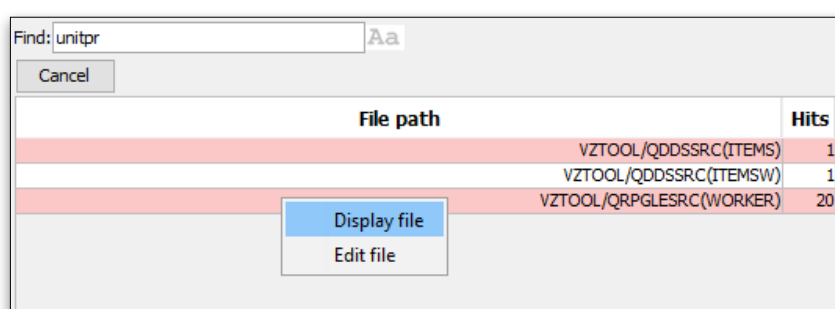 Find: unitpr Aa
Cancel
File path Hits
VZTOOL/QDDSSRC(ITEMS) 1
VZTOOL/QDDSSRC(ITEMSW) 1
VZTOOL/QRPGLESRC(WORKER) 20
Display file
Edit file